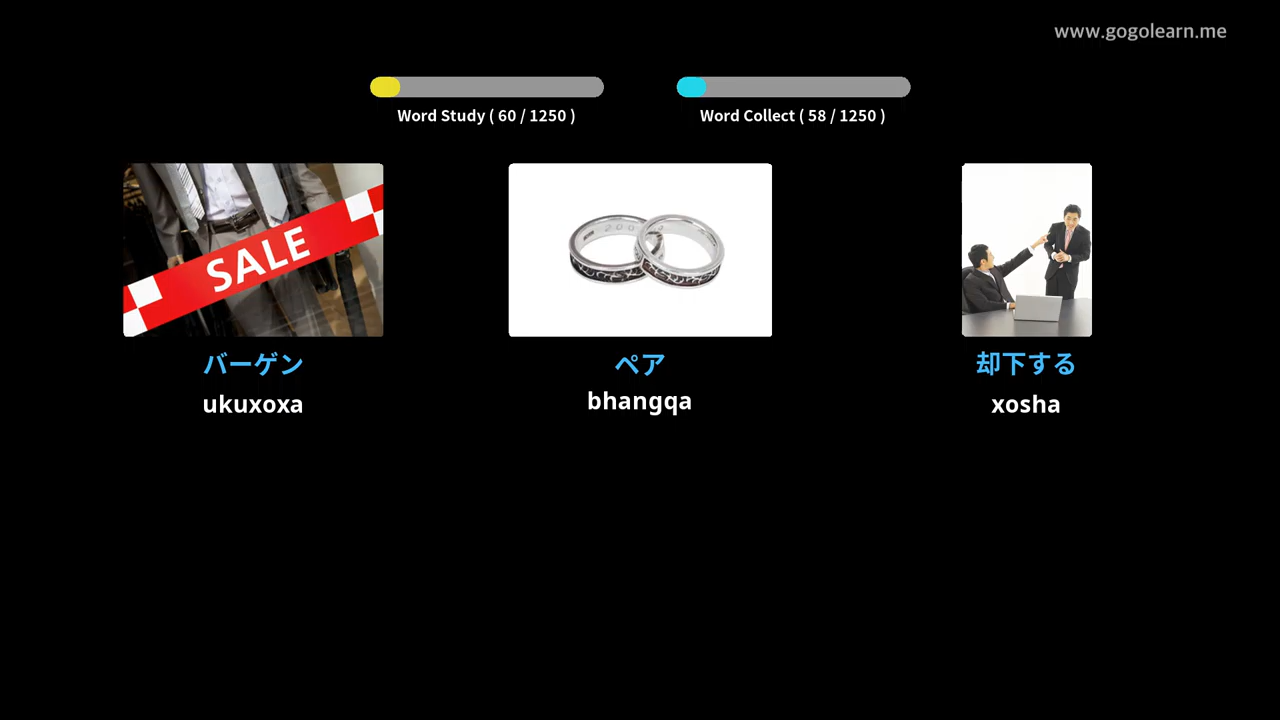 www.gogolearn.me
Word Study ( 60 / 1250 )
Word Collect ( 58 / 1250 )
SALE
バーゲン
ukuxoxa
ペア
bhangqa
却下する
xosha